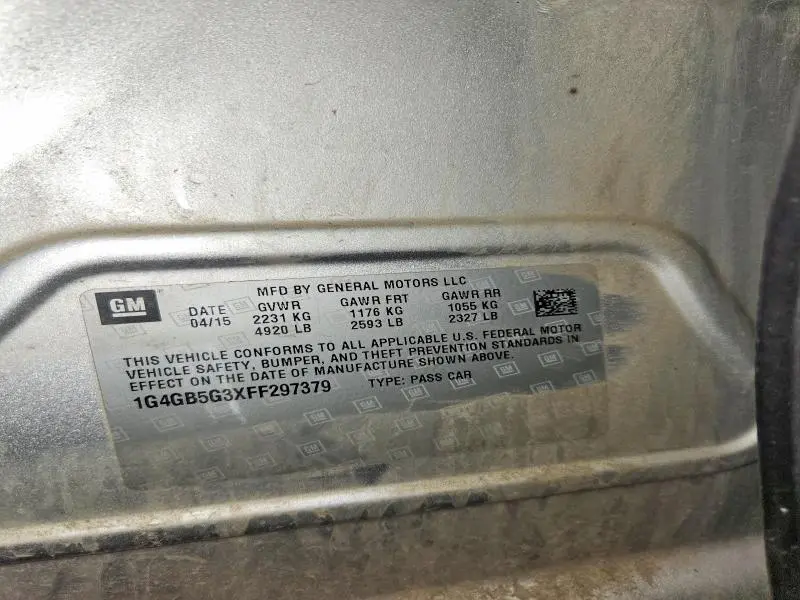 GM
MFD BY GENERAL MOTORS LLC
DATE GVWR GAWR FRT GAWR RR
04/15 2231 KG 1176 KG 1055 KG
4920 LB 2593 LB 2327 LB
THIS VEHICLE CONFORMS TO ALL APPLICABLE U.S. FEDERAL MOTOR
VEHICLE SAFETY, BUMPER, AND THEFT PREVENTION STANDARDS IN
EFFECT ON THE DATE OF MANUFACTURE SHOWN ABOVE.
1G4GB5G3XFF297379 TYPE: PASS CAR